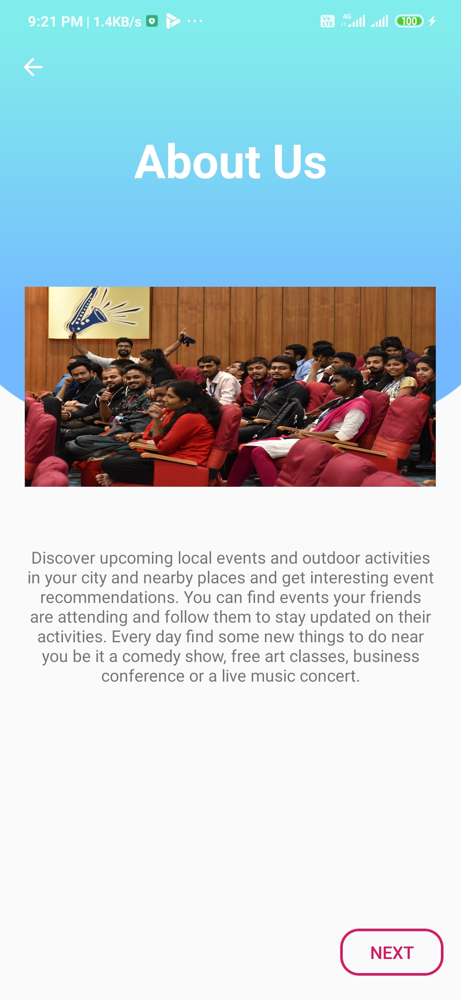 9:21 PM | 1.4KB/s ...
Vo LTE 4G 100
About Us
Discover upcoming local events and outdoor activities
in your city and nearby places and get interesting event
recommendations. You can find events your friends
are attending and follow them to stay updated on their
activities. Every day find some new things to do near
you be it a comedy show, free art classes, business
conference or a live music concert.
NEXT